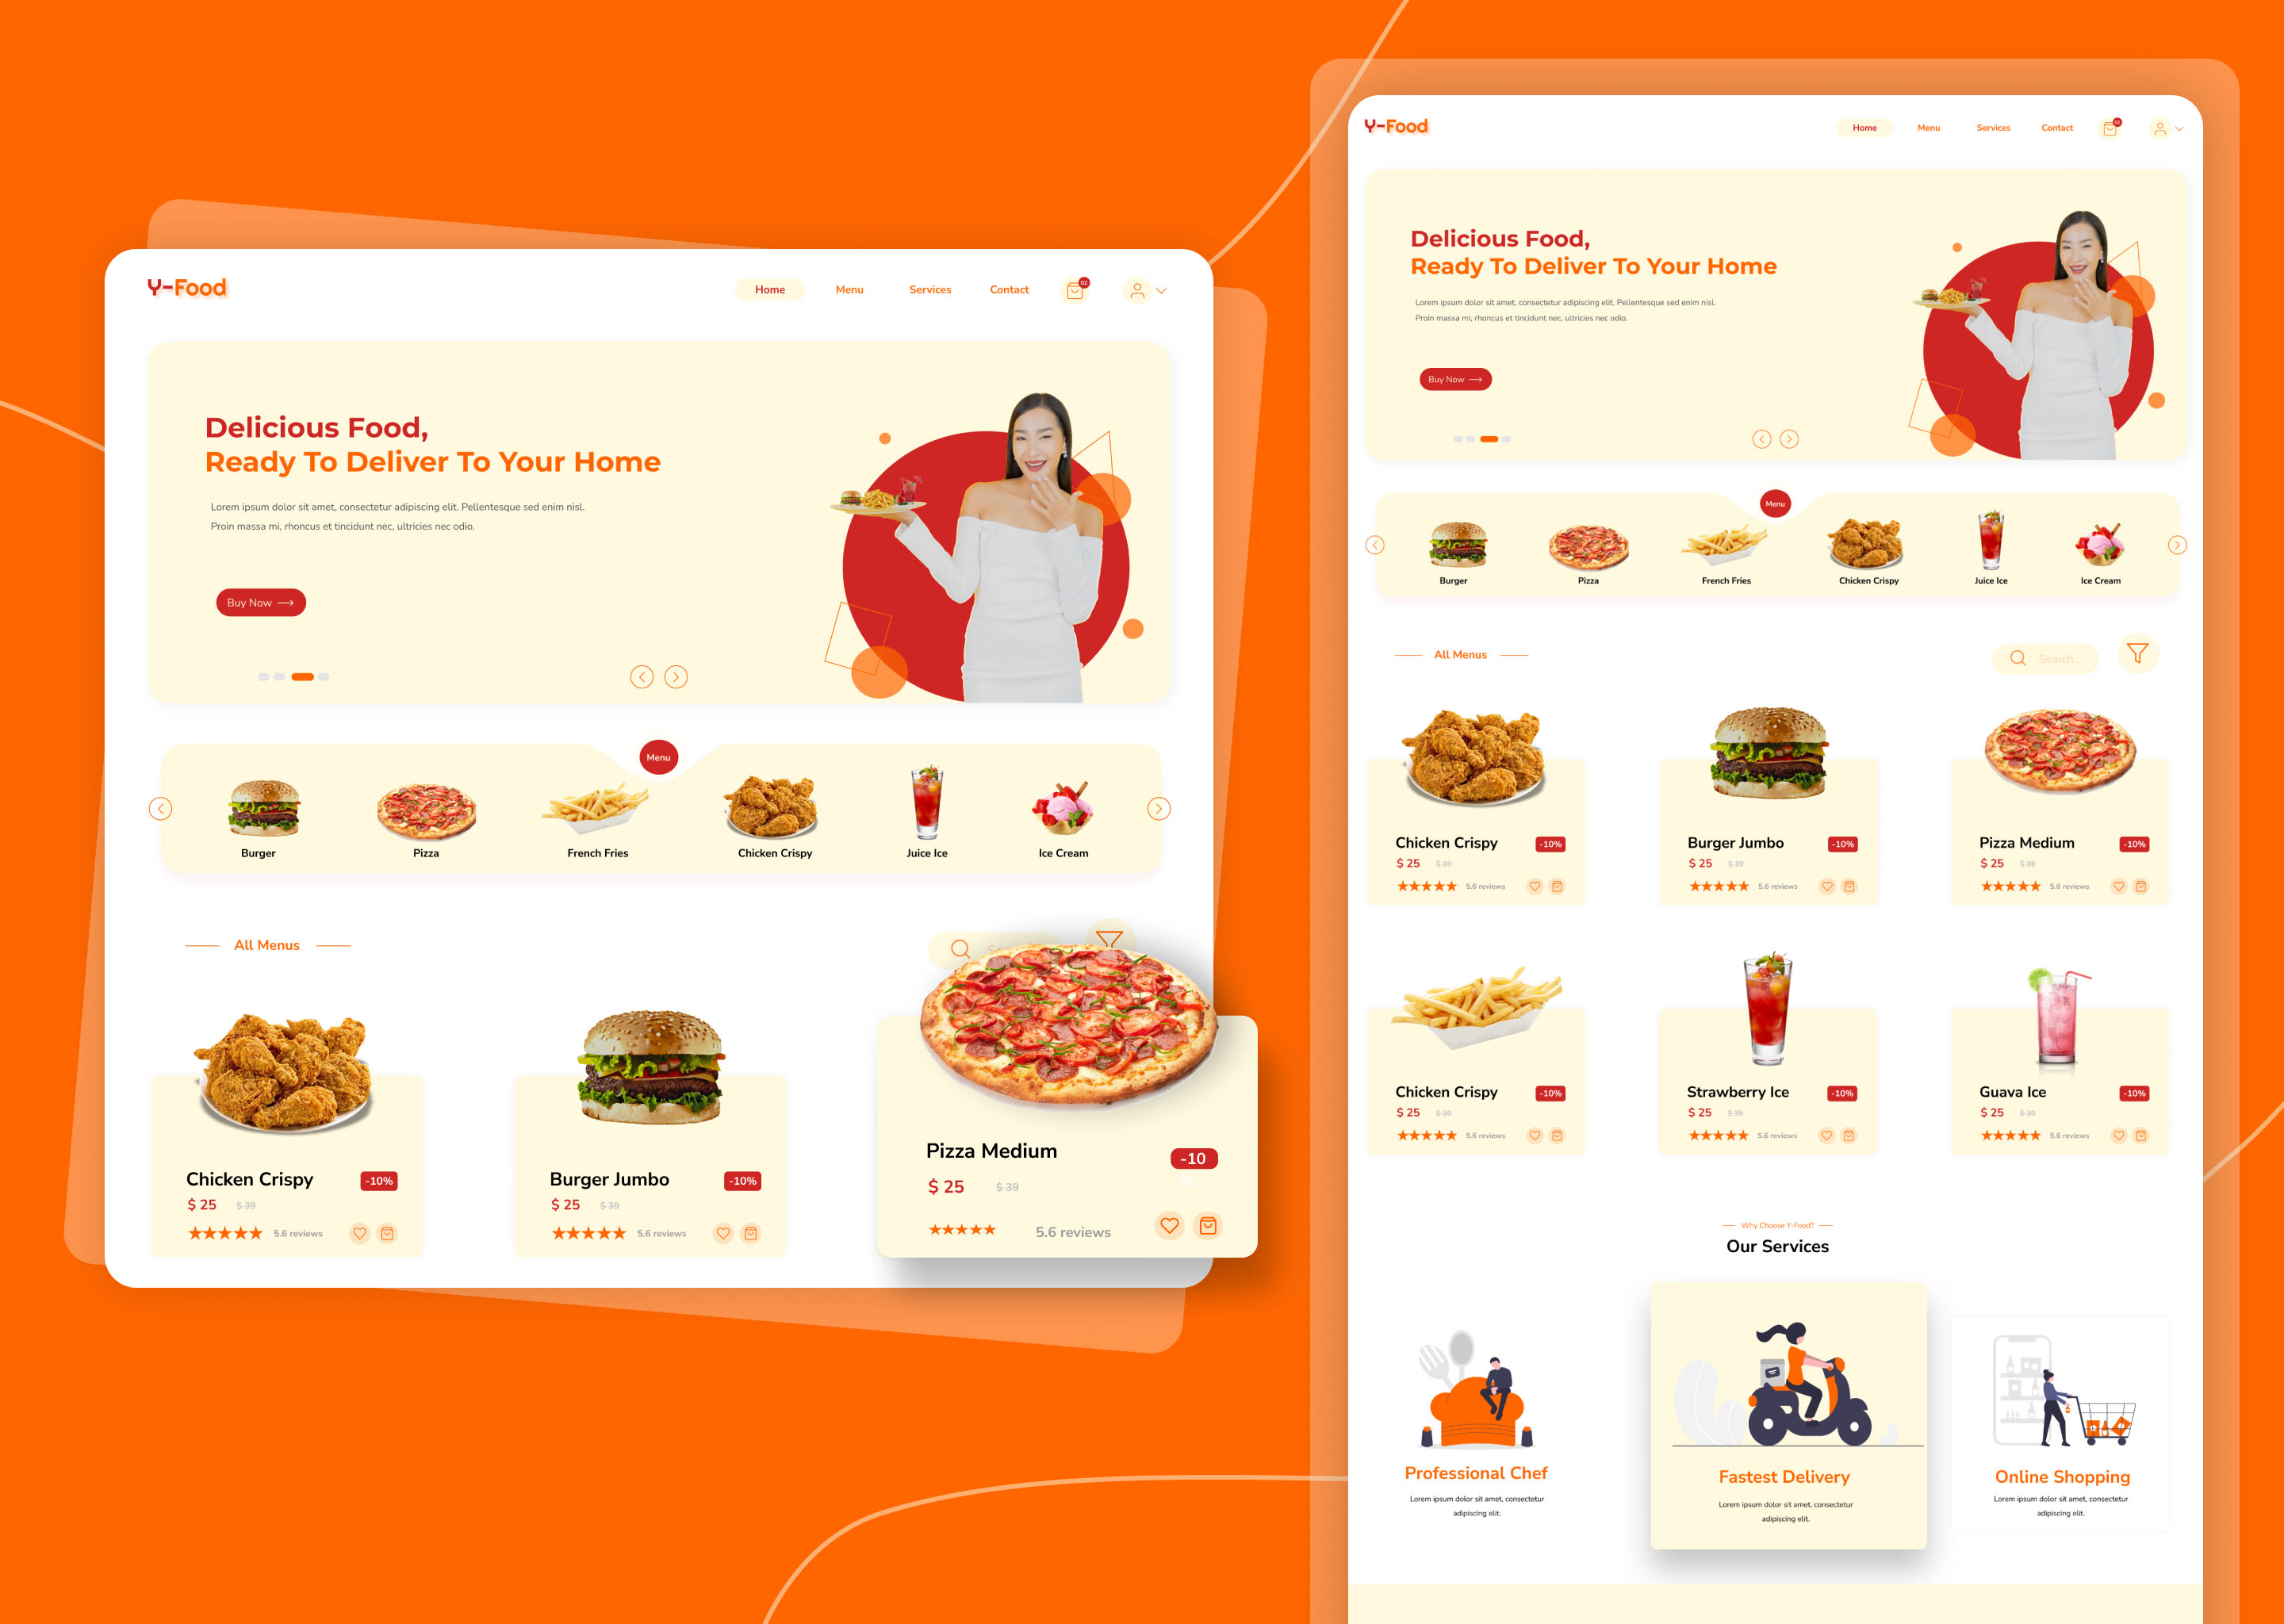 Y-Food
Home Menu Services Contact 02
Delicious Food,
Ready To Deliver To Your Home
Lorem ipsum dolor sit amet, consectetur adipiscing elit. Pellentesque sed enim nisl.
Proin massa mi, rhoncus et tincidunt nec, ultricies nec odio.
Buy Now
Menu
Burger Pizza French Fries Chicken Crispy Juice Ice Ice Cream
All Menus
Chicken Crispy -10%
$ 25 $ 39
5.6 reviews
Burger Jumbo -10%
$ 25 $ 39
5.6 reviews
Pizza Medium -10
%
$ 25 $ 39
5.6 reviews
Y-Food
Home Menu Services Contact 02
Delicious Food,
Ready To Deliver To Your Home
Lorem ipsum dolor sit amet, consectetur adipiscing elit. Pellentesque sed enim nisl.
Proin massa mi, rhoncus et tincidunt nec, ultricies nec odio.
Buy Now
Menu
Burger Pizza French Fries Chicken Crispy Juice Ice Ice Cream
All Menus
Search...
Chicken Crispy -10%
$ 25 $ 39
5.6 reviews
Burger Jumbo -10%
$ 25 $ 39
5.6 reviews
Pizza Medium -10%
$ 25 $ 39
5.6 reviews
Chicken Crispy -10%
$ 25 $ 39
5.6 reviews
Strawberry Ice -10%
$ 25 $ 39
5.6 reviews
Guava Ice -10%
$ 25 $ 39
5.6 reviews
Why Choose Y-Food?
Our Services
Professional Chef
Lorem ipsum dolor sit amet, consectetur
adipiscing elit.
Fastest Delivery
Lorem ipsum dolor sit amet, consectetur
adipiscing elit.
Online Shopping
Lorem ipsum dolor sit amet, consectetur
adipiscing elit.